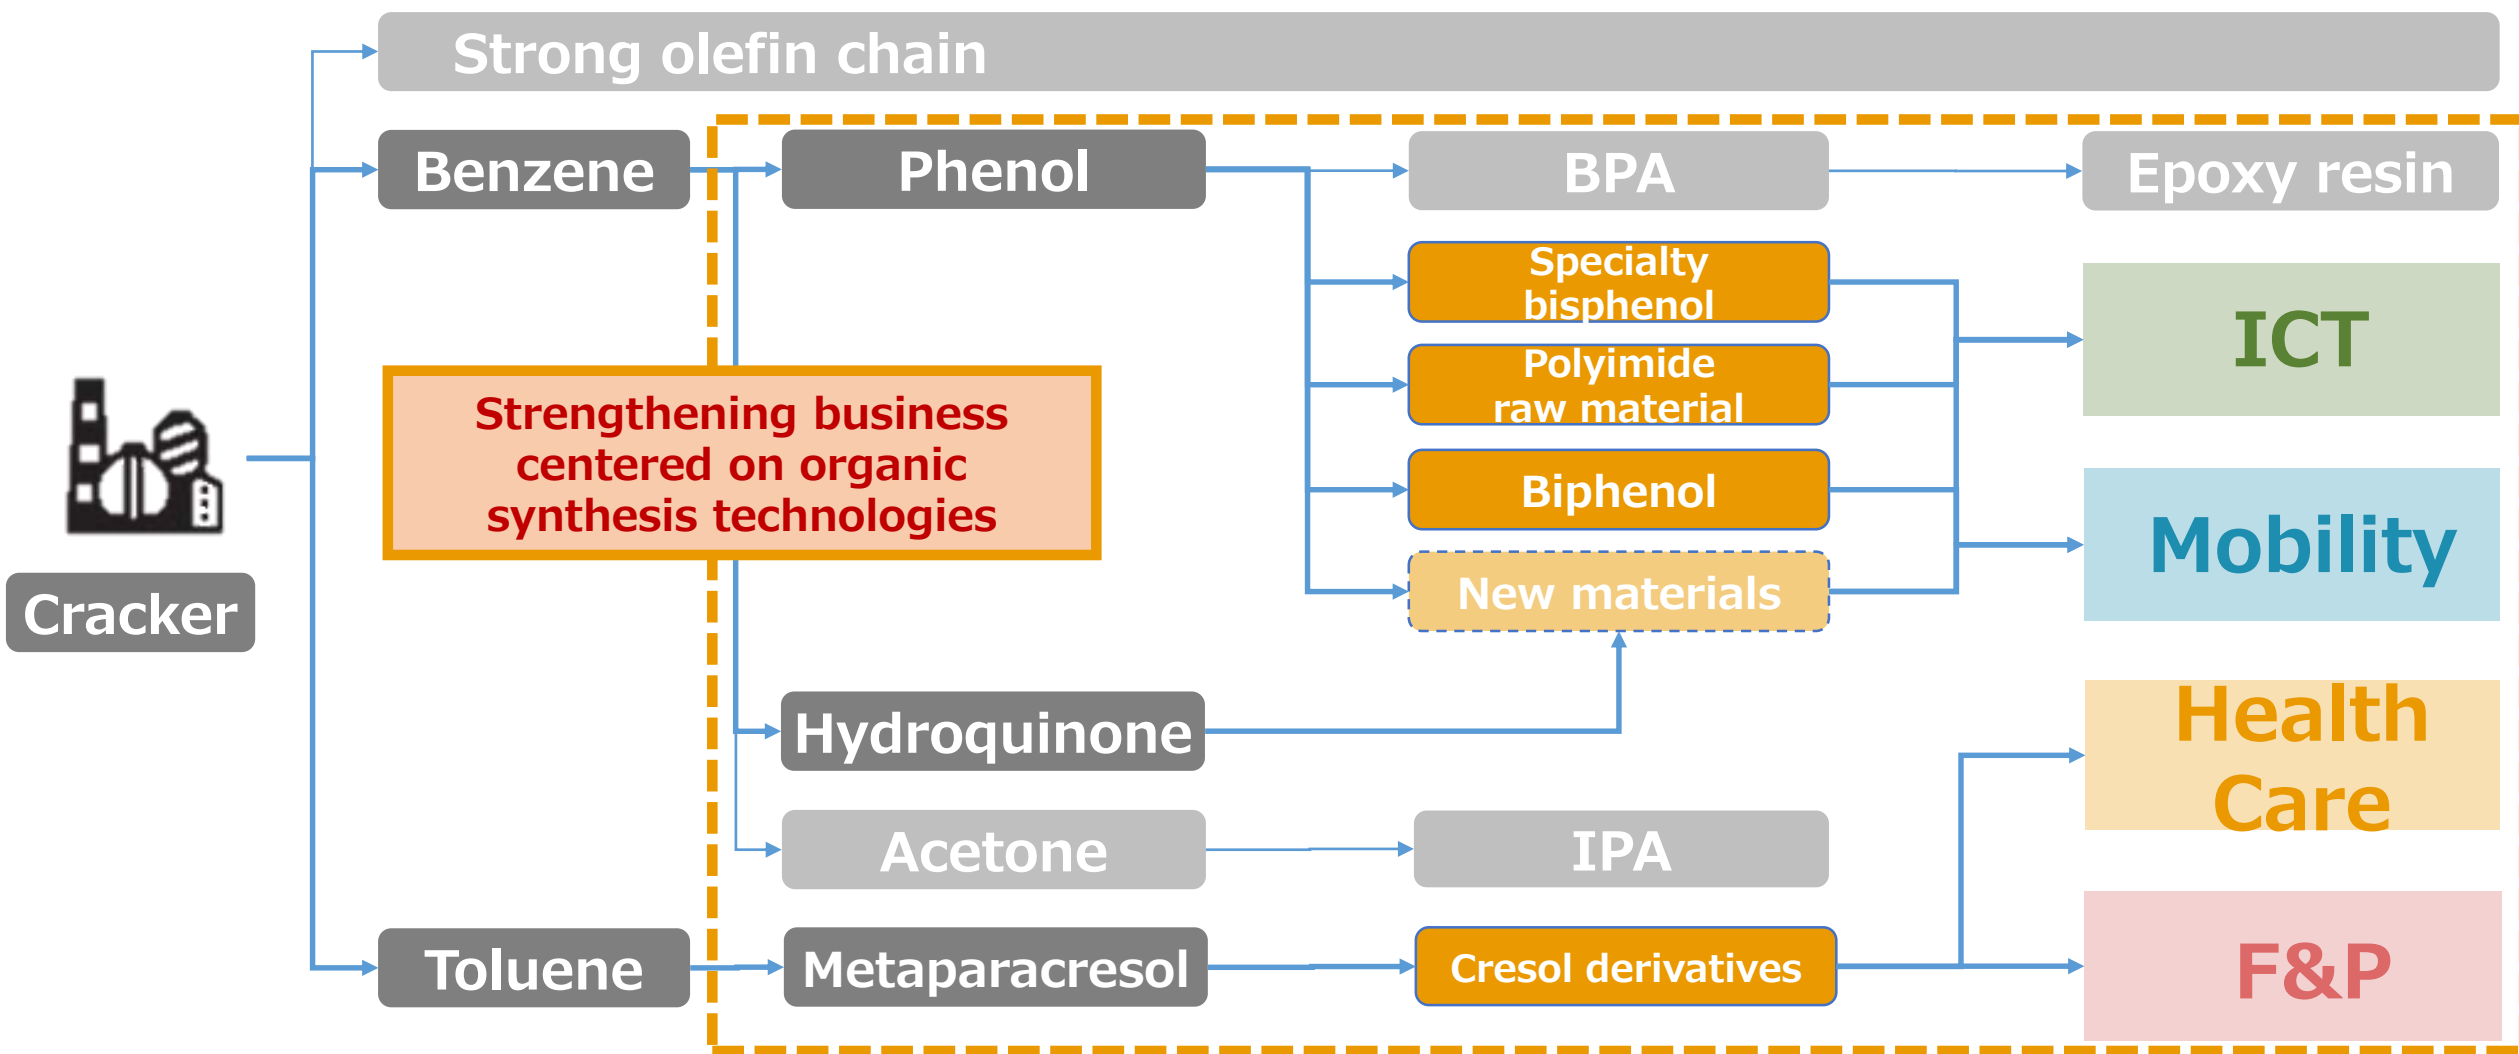 Strong olefin chain
Benzene
Phenol
BPA
Epoxy resin
Specialty
bisphenol
ICT
Polyimide
raw material
Strengthening business
centered on organic
synthesis technologies
Biphenol
Mobility
New materials
Cracker
Hydroquinone
Health
Care
Acetone
IPA
Toluene
Metaparacresol
Cresol derivatives
F&P